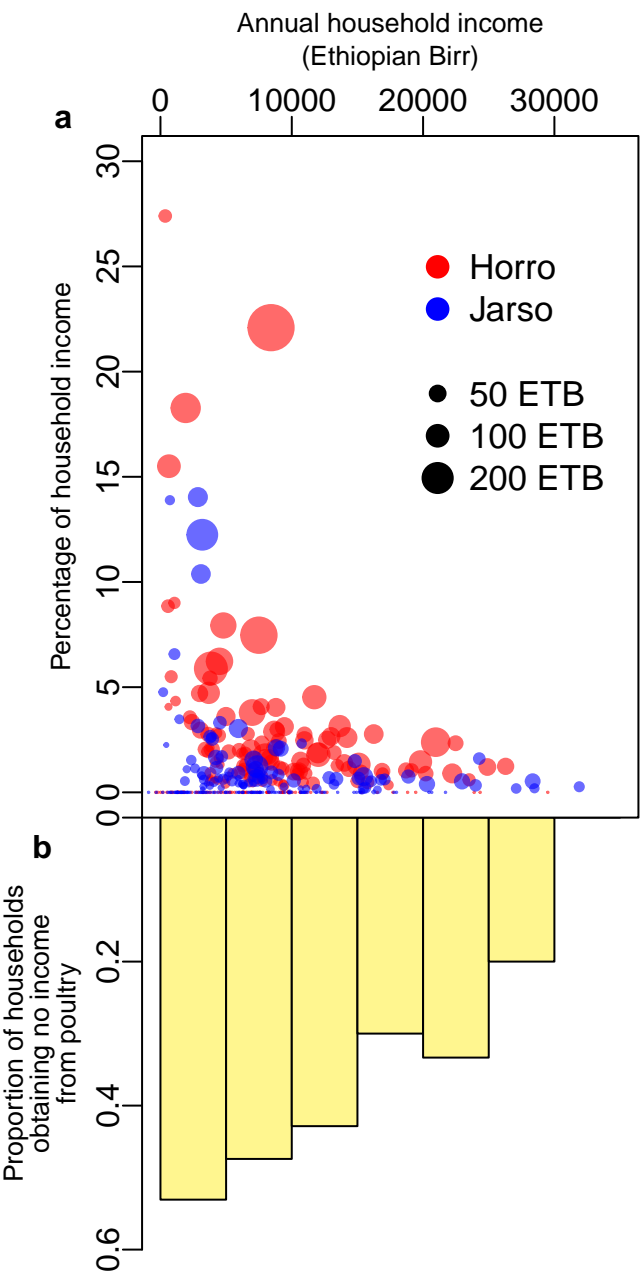 Annual household income
(Ethiopian Birr)
a
0 10000 20000 30000
Percentage of household income
30
25
20
15
10
5
0
Horro
Jarso
50 ETB
100 ETB
200 ETB
b
Proportion of households
obtaining no income
from poultry
0
0.2
0.4
0.6